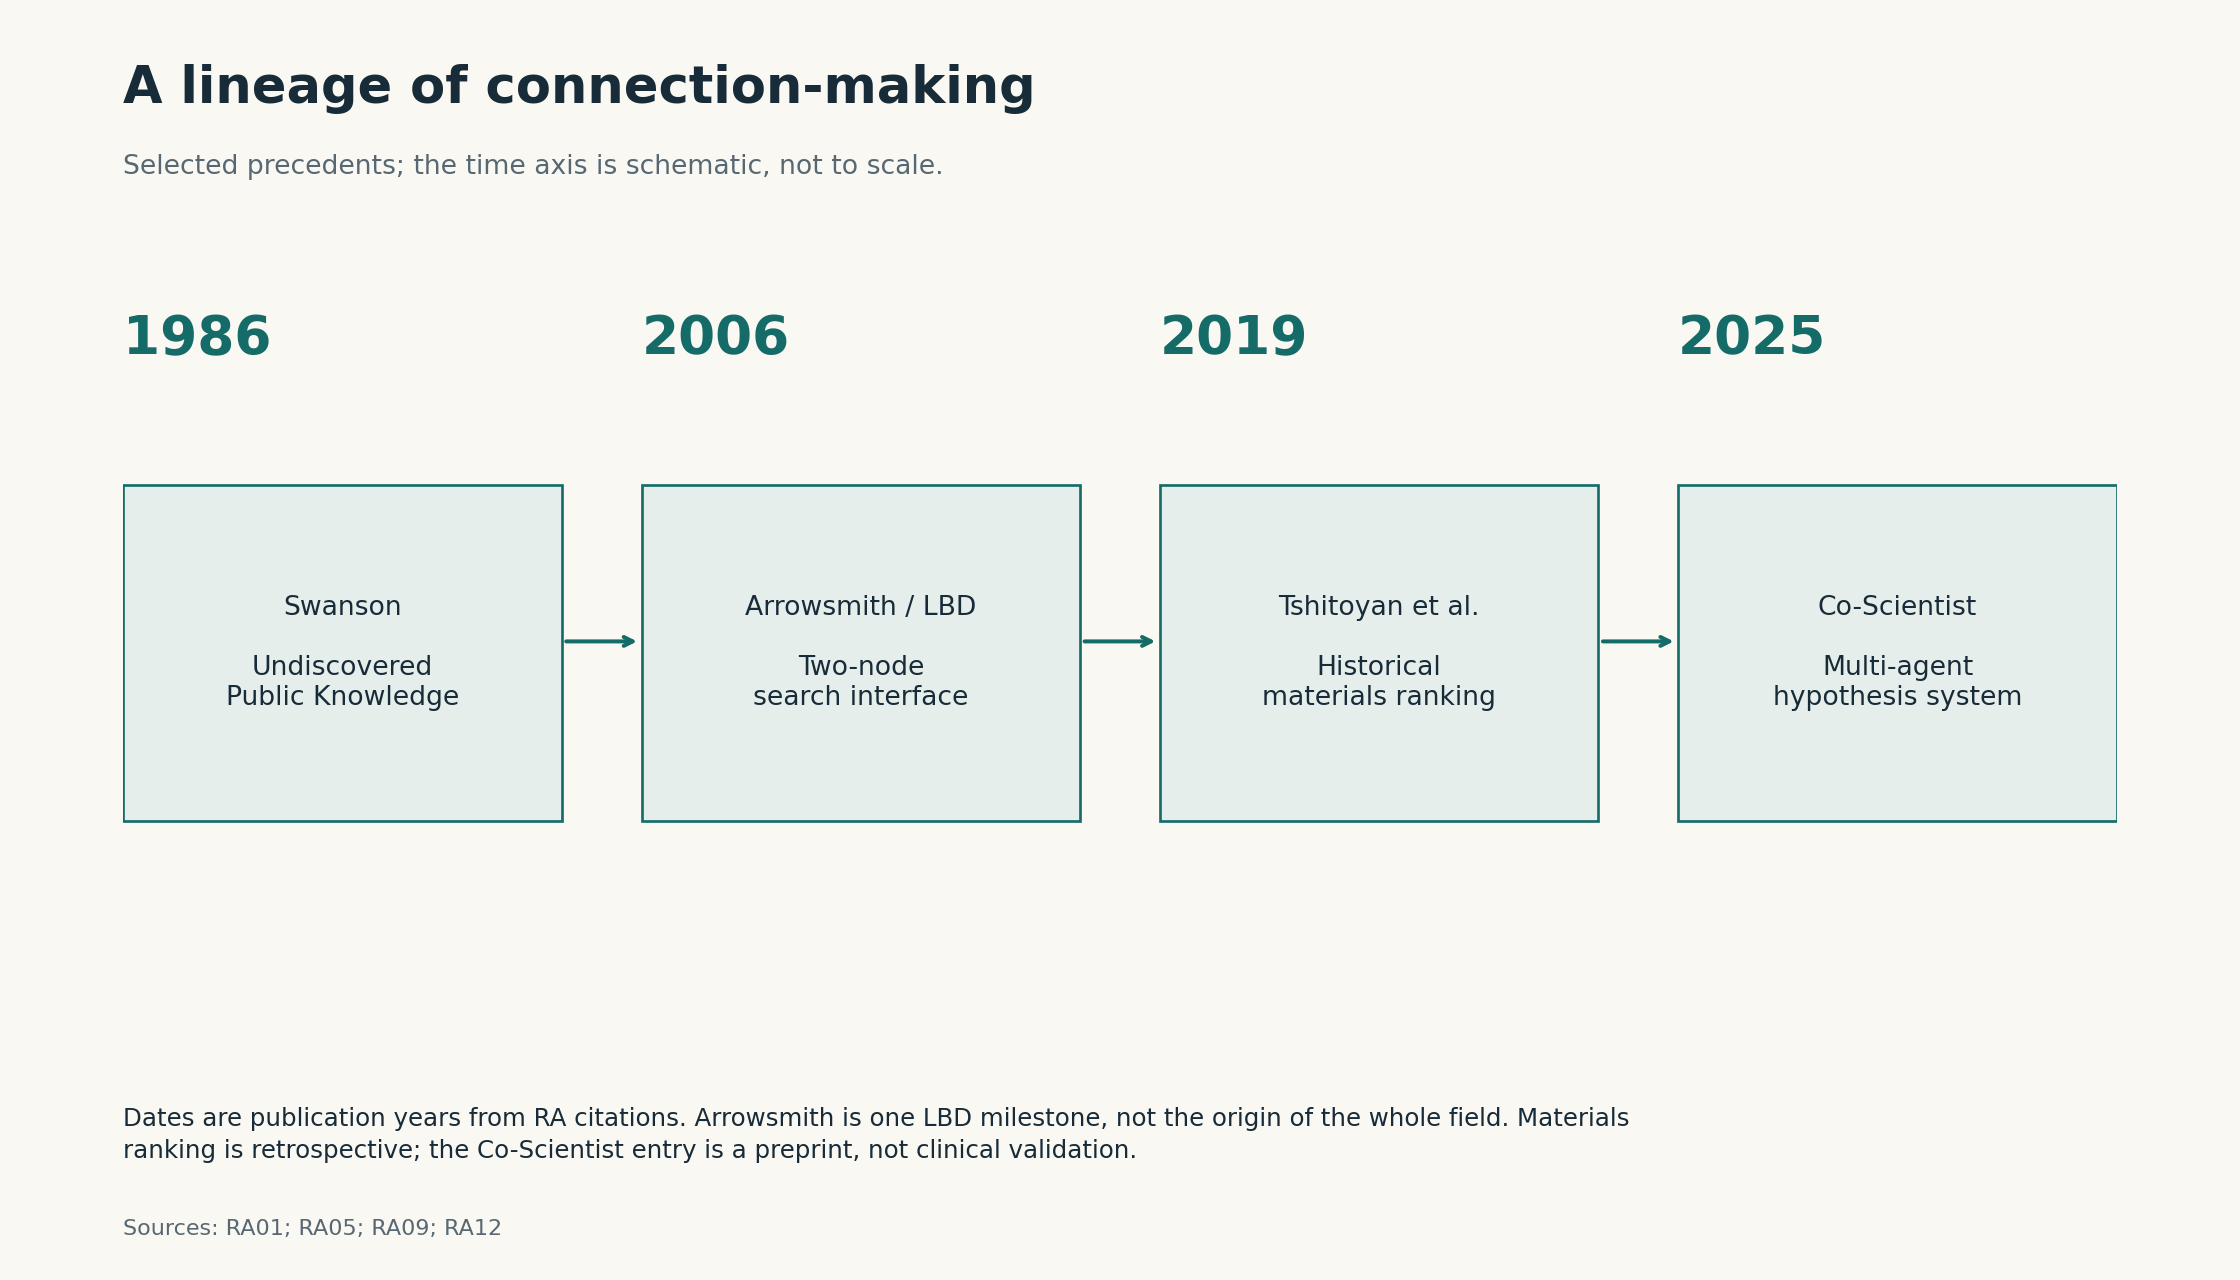 A lineage of connection-making
Selected precedents; the time axis is schematic, not to scale.
1986
2006
2019
2025
Swanson
Undiscovered
Public Knowledge
Arrowsmith / LBD
Two-node
search interface
Tshitoyan et al.
Historical
materials ranking
Co-Scientist
Multi-agent
hypothesis system
Dates are publication years from RA citations. Arrowsmith is one LBD milestone, not the origin of the whole field. Materials
ranking is retrospective; the Co-Scientist entry is a preprint, not clinical validation.
Sources: RA01; RA05; RA09; RA12